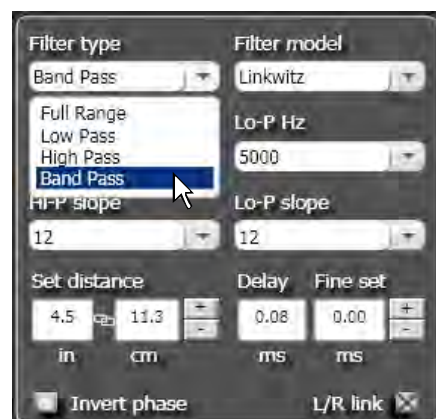 Filter type Filter model
Band Pass Linkwitz
Full Range
Low Pass Lo-P Hz
High Pass 5000
Band Pass
Hi-P slope Lo-P slope
12 12
Set distance Delay Fine set
4.5 11.3 + - 0.08 0.00 + -
in cm ms ms
Invert phase L/R link